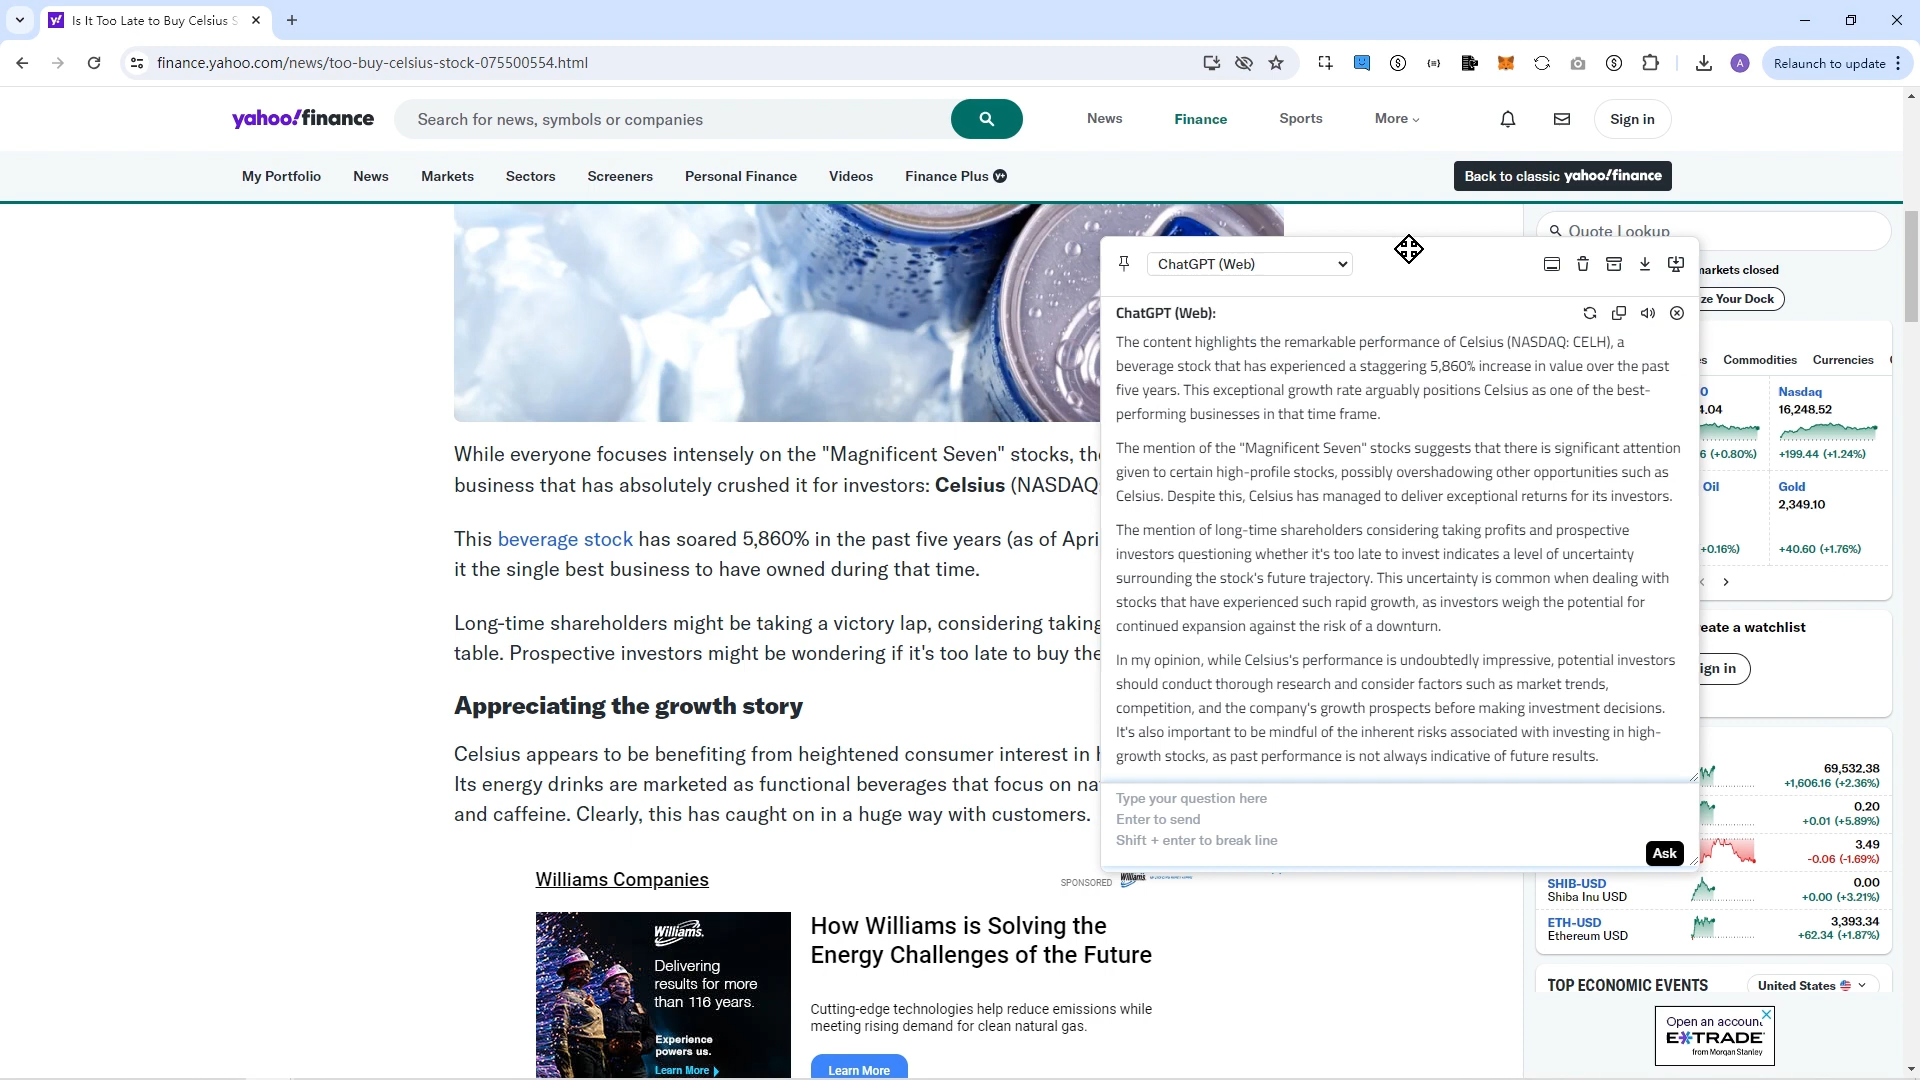 Is It Too Late to Buy Celsius S
finance.yahoo.com/news/too-buy-celsius-stock-075500554.html
A
Relaunch to update
yahoo!finance
Search for news, symbols or companies
News
Finance
Sports
More
Sign in
My Portfolio
News
Markets
Sectors
Screeners
Personal Finance
Videos
Finance Plus
Back to classic yahoo!finance
While everyone focuses intensely on the "Magnificent Seven" stocks, the
business that has absolutely crushed it for investors: Celsius (NASDAQ
This beverage stock has soared 5,860% in the past five years (as of Apri
it the single best business to have owned during that time.
Long-time shareholders might be taking a victory lap, considering taking
table. Prospective investors might be wondering if it's too late to buy the
Appreciating the growth story
Celsius appears to be benefiting from heightened consumer interest in h
Its energy drinks are marketed as functional beverages that focus on na
and caffeine. Clearly, this has caught on in a huge way with customers.
Williams Companies
SPONSORED
Williams
Williams.
Delivering
results for more
than 116 years.
Experience
powers us.
Learn More
How Williams is Solving the
Energy Challenges of the Future
Cutting-edge technologies help reduce emissions while
meeting rising demand for clean natural gas.
Learn More
ChatGPT (Web)
ChatGPT (Web):
The content highlights the remarkable performance of Celsius (NASDAQ: CELH), a
beverage stock that has experienced a staggering 5,860% increase in value over the past
five years. This exceptional growth rate arguably positions Celsius as one of the best-
performing businesses in that time frame.
The mention of the "Magnificent Seven" stocks suggests that there is significant attention
given to certain high-profile stocks, possibly overshadowing other opportunities such as
Celsius. Despite this, Celsius has managed to deliver exceptional returns for its investors.
The mention of long-time shareholders considering taking profits and prospective
investors questioning whether it's too late to invest indicates a level of uncertainty
surrounding the stock's future trajectory. This uncertainty is common when dealing with
stocks that have experienced such rapid growth, as investors weigh the potential for
continued expansion against the risk of a downturn.
In my opinion, while Celsius's performance is undoubtedly impressive, potential investors
should conduct thorough research and consider factors such as market trends,
competition, and the company's growth prospects before making investment decisions.
It's also important to be mindful of the inherent risks associated with investing in high-
growth stocks, as past performance is not always indicative of future results.
Type your question here
Enter to send
Shift + enter to break line
Ask
Quote Lookup
markets closed
ze Your Dock
es
Commodities
Currencies
0
4.04
6 (+0.80%)
Nasdaq
16,248.52
+199.44 (+1.24%)
Oil
+0.16%)
Gold
2,349.10
+40.60 (+1.76%)
eate a watchlist
ign in
69,532.38
+1,606.16 (+2.36%)
0.20
+0.01 (+5.89%)
3.49
-0.06 (-1.69%)
SHIB-USD
Shiba Inu USD
0.00
+0.00 (+3.21%)
ETH-USD
Ethereum USD
3,393.34
+62.34 (+1.87%)
TOP ECONOMIC EVENTS
United States
Open an account
E*TRADE
from Morgan Stanley